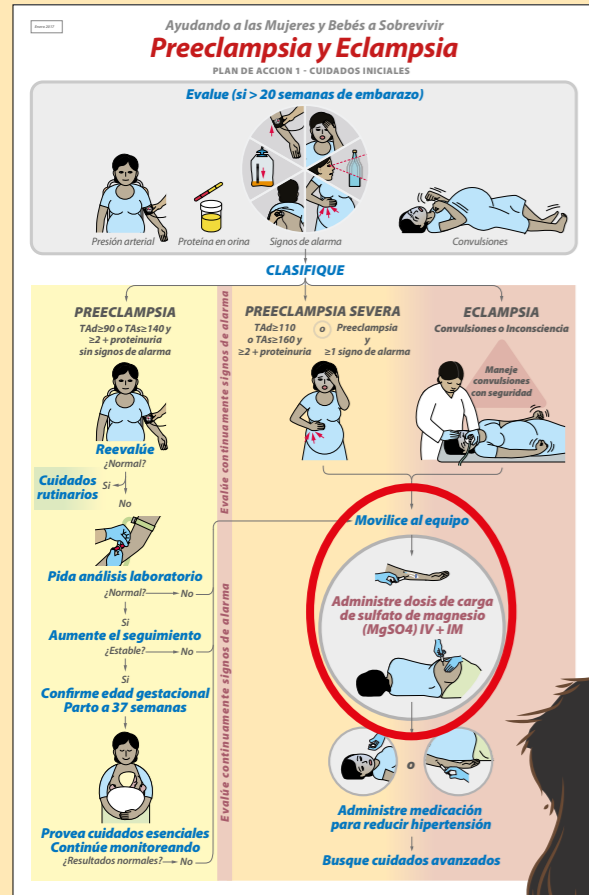 Enero 2017
Ayudando a las Mujeres y Bebés a Sobrevivir
Preeclampsia y Eclampsia
PLAN DE ACCION 1 - CUIDADOS INICIALES
Evalue (si > 20 semanas de embarazo)
Presión arterial
Proteína en orina
Signos de alarma
Convulsiones
CLASIFIQUE
PREECLAMPSIA
TAd≥90 o TAs≥140 y
≥2 + proteinuria
sin signos de alarma
Reevalúe
¿Normal?
Cuidados
rutinarios
Si
No
Pida análisis laboratorio
¿Normal?
No
Si
Aumente el seguimiento
¿Estable?
No
Si
Confirme edad gestacional
Parto a 37 semanas
Provea cuidados esenciales
Continúe monitoreando
¿Resultados normales?
No
Evalúe continuamente signos de alarma
Evalúe continuamente signos de alarma
PREECLAMPSIA SEVERA
TAd≥110
o TAs≥160 y
≥2 + proteinuria
o
Preeclampsia
y
≥1 signo de alarma
ECLAMPSIA
Convulsiones o Inconsciencia
Maneje
convulsiones
con seguridad
Movilice al equipo
Administre dosis de carga
de sulfato de magnesio
(MgSO4) IV + IM
o
Administre medicación
para reducir hipertensión
Busque cuidados avanzados